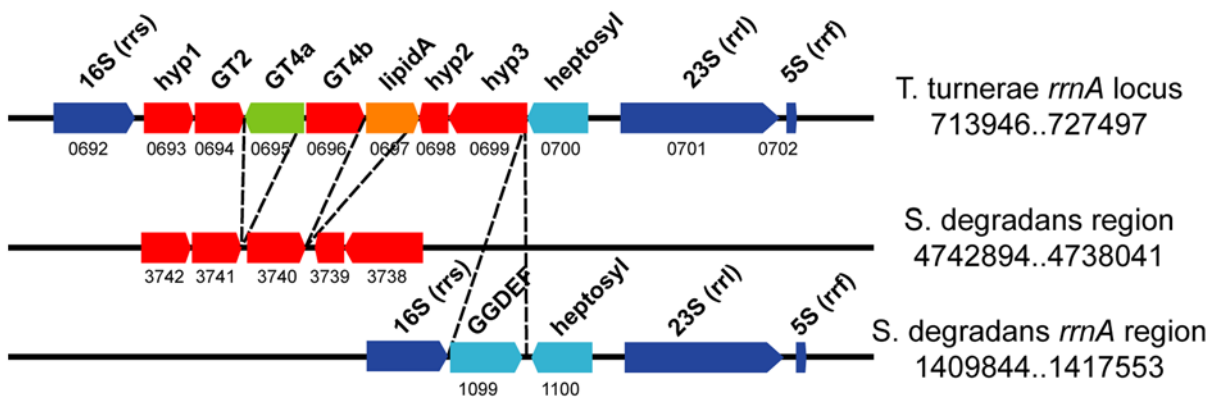 16S (rrs) hyp1 GT2 GT4a GT4b lipidA hyp2 hyp3 heptosyl 23S (rrl) 5S (rrf)
T. turnerae rrnA locus
713946..727497
0692 0693 0694 0695 0696 0697 0698 0699 0700 0701 0702
S. degradans region
4742894..4738041
3742 3741 3740 3739 3738
16S (rrs) GGDEF heptosyl 23S (rrl) 5S (rrf)
S. degradans rrnA region
1409844..1417553
1099 1100